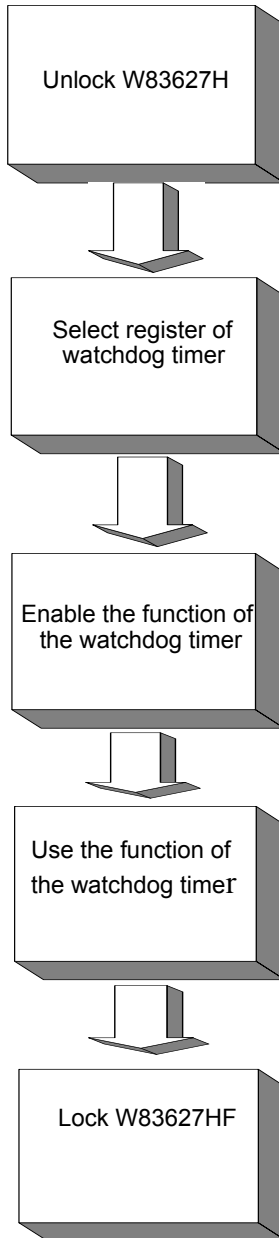 Unlock W83627H
Select register of
watchdog timer
Enable the function of
the watchdog timer
Use the function of
the watchdog timer
Lock W83627HF